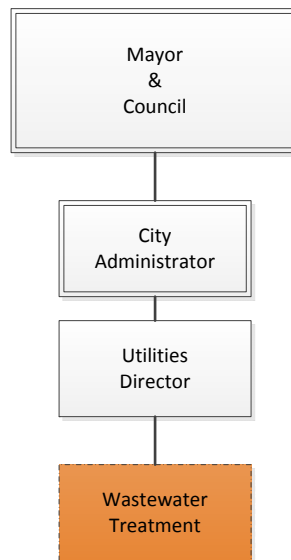 Mayor
&
Council
City
Administrator
Utilities
Director
Wastewater
Treatment